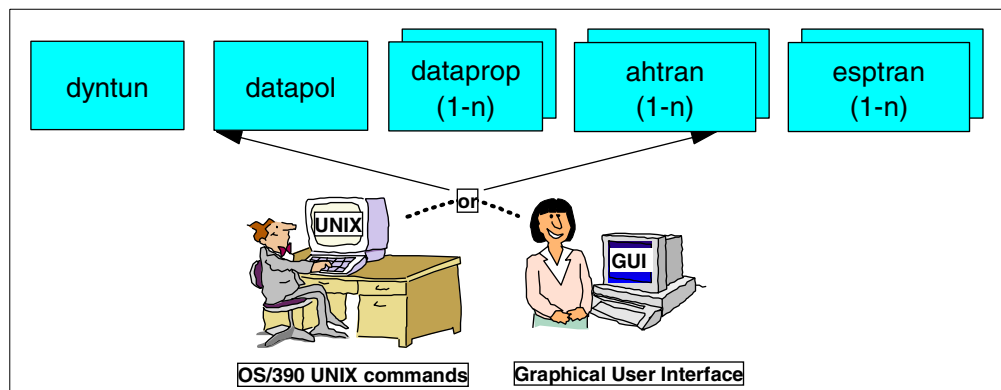 dyntun
datapol
dataprop
(1-n)
ahtran
(1-n)
esptran
(1-n)
or
UNIX
GUI
OS/390 UNIX commands
Graphical User Interface